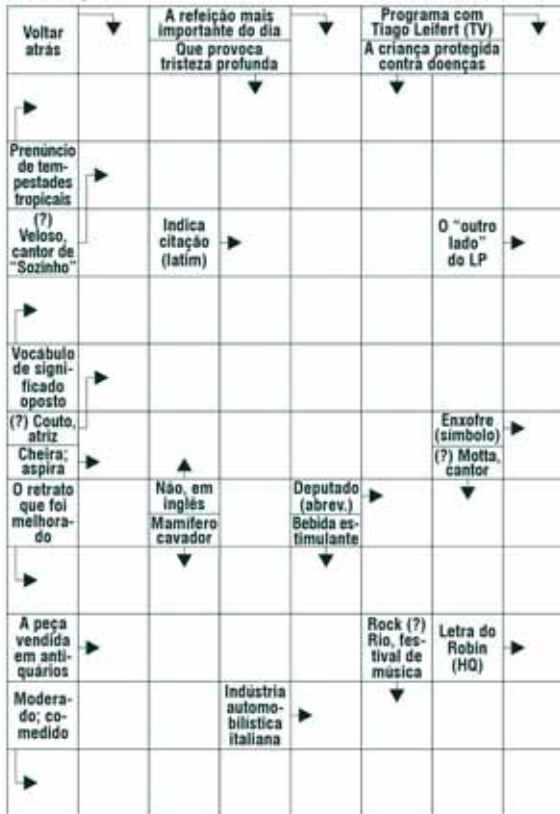 Voltar
atrás
A refeição mais
importante do dia
Que provoca
tristeza profunda
Programa com
Tiago Leifert (TV)
A criança protegida
contra doenças
Prenúncio
de tem-
pestades
tropicais
(?)
Veloso,
cantor de
"Sozinho"
Indica
citação
(latim)
O "outro
lado"
do LP
Vocábulo
de signi-
ficado
oposto
(?) Couto,
atriz
Cheira;
aspira
Enxofre
(símbolo)
(?) Motta,
cantor
O retrato
que foi
melhora-
do
Não, em
inglês
Mamífero
cavador
Deputado
(abrev.)
Bebida es-
timulante
A peça
vendida
em anti-
quários
Rock (?)
Rio, fes-
tival de
música
Letra do
Robin
(HQ)
Modera-
do; co-
medido
Indústria
automo-
bilística
italiana